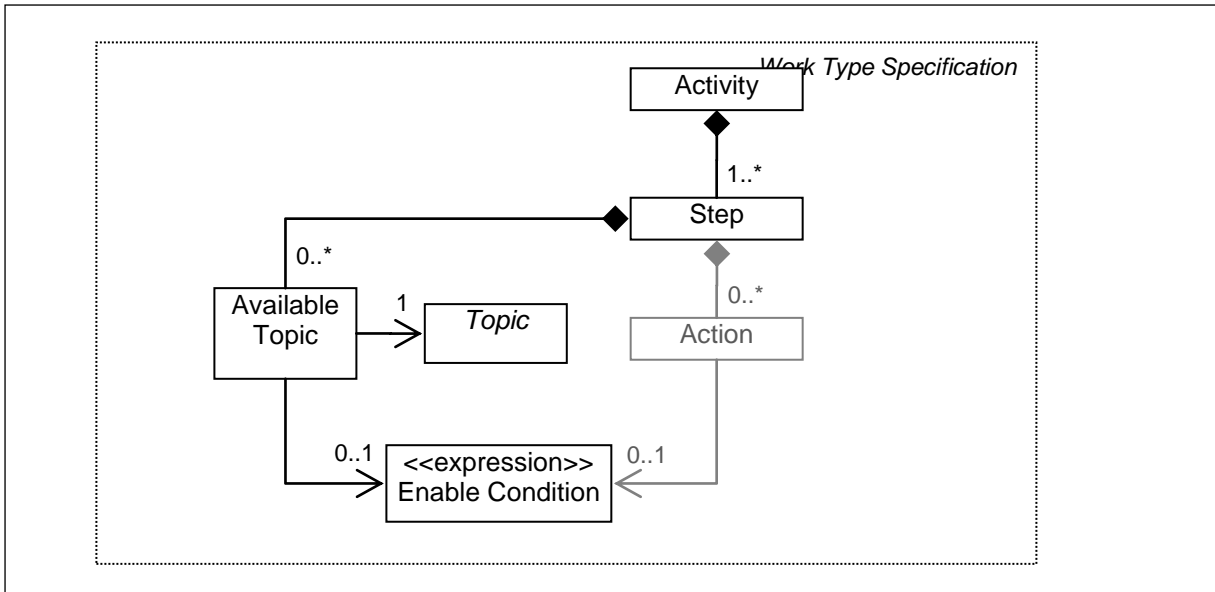 Work Type Specification
Activity
1..*
Step
0..*
0..*
Available
Topic
1
Topic
Action
0..1
<<expression>>
Enable Condition
0..1